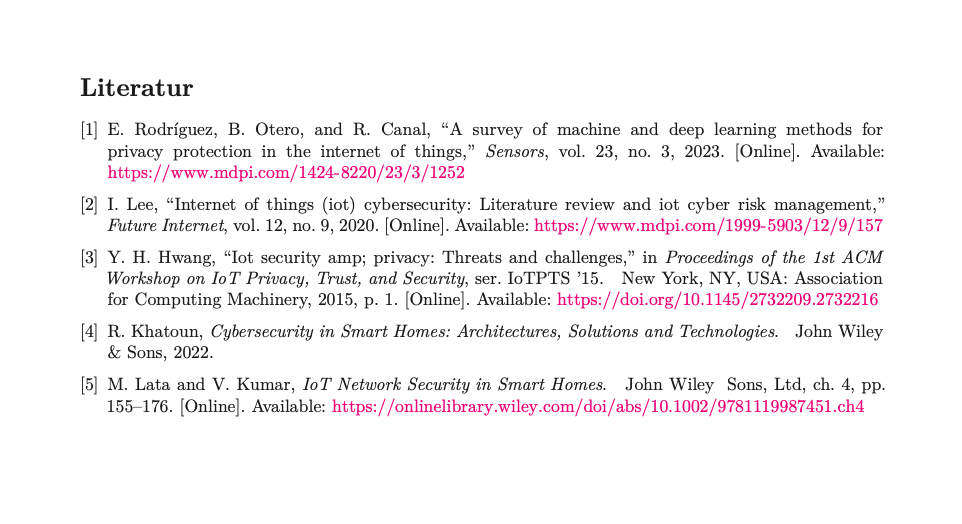 Literatur
[1] E. Rodríguez, B. Otero, and R. Canal, “A survey of machine and deep learning methods for
privacy protection in the internet of things,” Sensors, vol. 23, no. 3, 2023. [Online]. Available:
https://www.mdpi.com/1424-8220/23/3/1252
[2] I. Lee, “Internet of things (iot) cybersecurity: Literature review and iot cyber risk management,”
Future Internet, vol. 12, no. 9, 2020. [Online]. Available: https://www.mdpi.com/1999-5903/12/9/157
[3] Y. H. Hwang, “Iot security amp; privacy: Threats and challenges,” in Proceedings of the 1st ACM
Workshop on IoT Privacy, Trust, and Security, ser. IoTPTS ’15. New York, NY, USA: Association
for Computing Machinery, 2015, p. 1. [Online]. Available: https://doi.org/10.1145/2732209.2732216
[4] R. Khatoun, Cybersecurity in Smart Homes: Architectures, Solutions and Technologies. John Wiley
& Sons, 2022.
[5] M. Lata and V. Kumar, IoT Network Security in Smart Homes. John Wiley Sons, Ltd, ch. 4, pp.
155–176. [Online]. Available: https://onlinelibrary.wiley.com/doi/abs/10.1002/9781119987451.ch4